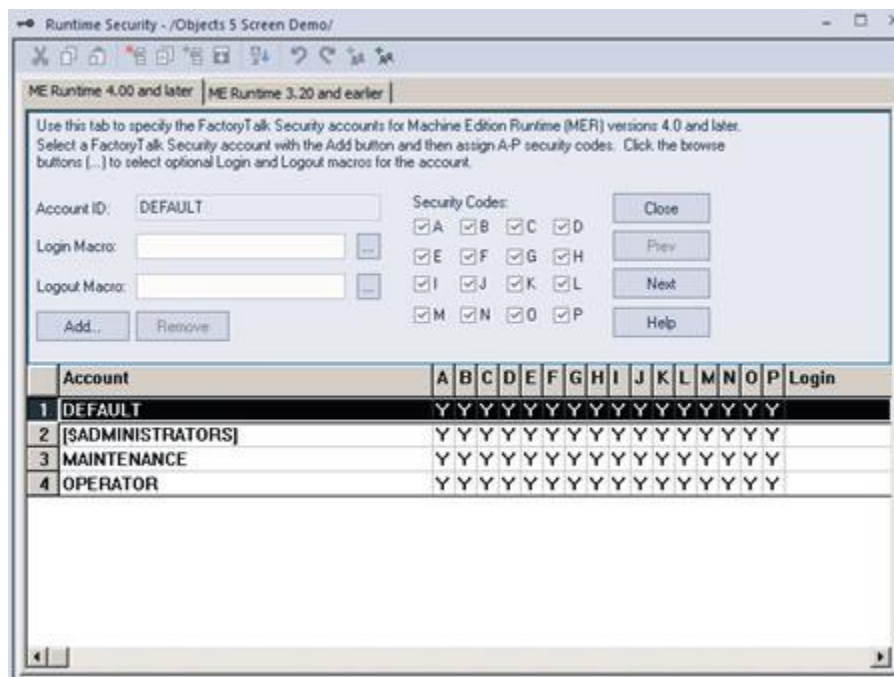 Runtime Security - /Objects 5 Screen Demo/
ME Runtime 4.00 and later
ME Runtime 3.20 and earlier
Use this tab to specify the FactoryTalk Security accounts for Machine Edition Runtime (MER) versions 4.0 and later.
Select a FactoryTalk Security account with the Add button and then assign A-P security codes. Click the browse
buttons (...) to select optional Login and Logout macros for the account.
Account ID: DEFAULT
Login Macro: ...
Logout Macro: ...
Add... Remove
Security Codes:
A B C D
E F G H
I J K L
M N O P
Close
Prev
Next
Help
Account A B C D E F G H I J K L M N O P Login
1 DEFAULT Y Y Y Y Y Y Y Y Y Y Y Y Y Y Y Y
2 [$ADMINISTRATORS] Y Y Y Y Y Y Y Y Y Y Y Y Y Y Y Y
3 MAINTENANCE Y Y Y Y Y Y Y Y Y Y Y Y Y Y Y Y
4 OPERATOR Y Y Y Y Y Y Y Y Y Y Y Y Y Y Y Y